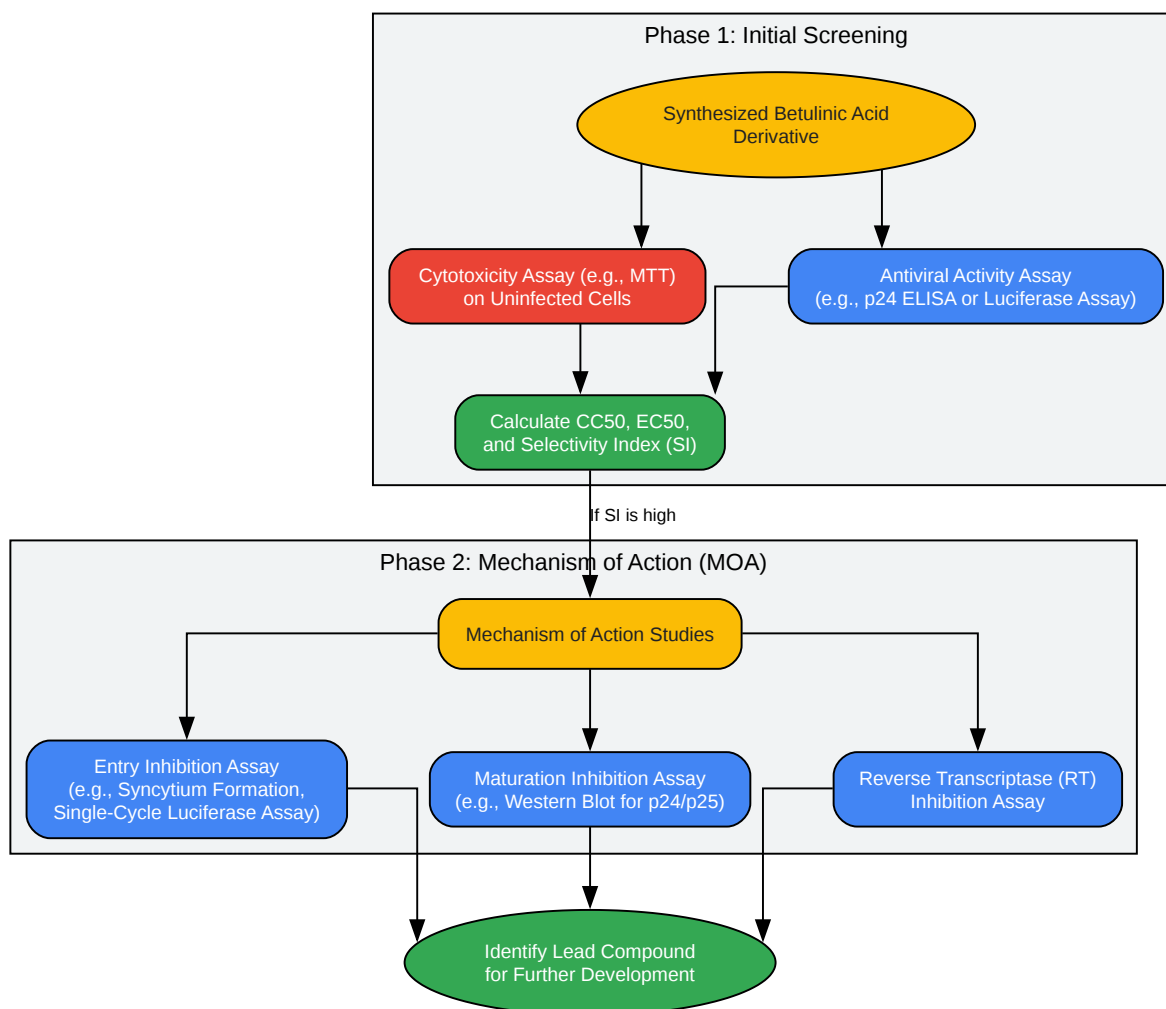 Phase 1: Initial Screening
Synthesized Betulinic Acid
Derivative
Cytotoxicity Assay (e.g., MTT)
on Uninfected Cells
Antiviral Activity Assay
(e.g., p24 ELISA or Luciferase Assay)
Calculate CC50, EC50,
and Selectivity Index (SI)
If SI is high
Phase 2: Mechanism of Action (MOA)
Mechanism of Action Studies
Entry Inhibition Assay
(e.g., Syncytium Formation,
Single-Cycle Luciferase Assay)
Maturation Inhibition Assay
(e.g., Western Blot for p24/p25)
Reverse Transcriptase (RT)
Inhibition Assay
Identify Lead Compound
for Further Development